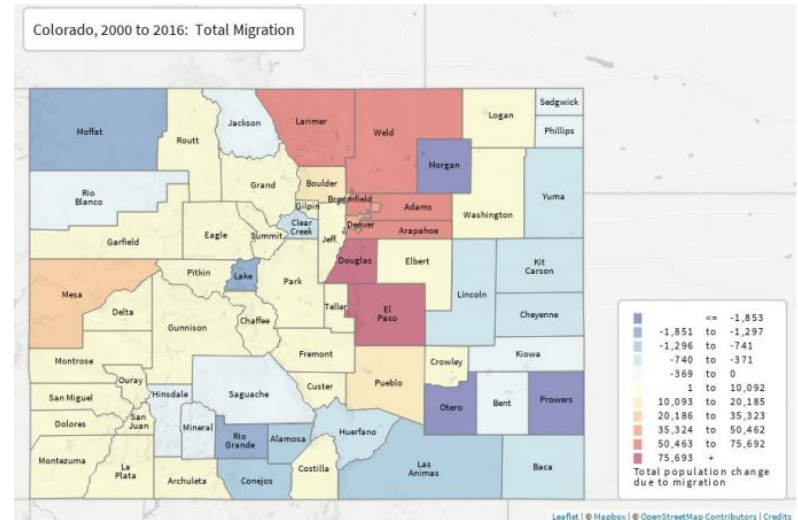 Colorado, 2000 to 2016: Total Migration
Sedgwick
Logan
Phillips
Jackson
Larimer
Weld
Moffat
Routt
Morgan
Boulder
Grand
Rio
Blanco
Yuma
Broomfield
Gilpin
Adams
Washington
Clear
Creek
Denver
Arapahoe
Eagle
Summit
Jeff.
Garfield
Douglas
Elbert
Kit
Carson
Pitkin
Lake
Park
Lincoln
Mesa
Teller
El
Paso
Delta
Chaffee
Cheyenne
Gunnison
Fremont
Kiowa
Montrose
Crowley
Ouray
Custer
Pueblo
Hinsdale
Saguache
San Miguel
Otero
Bent
Prowers
Dolores
San
Juan
Mineral
Huerfano
Rio
Grande
Alamosa
Montezuma
La
Plata
Archuleta
Conejos
Costilla
Las
Animas
Baca
<= -1,853
-1,851 to -1,297
-1,296 to -741
-740 to -371
-369 to 0
1 to 10,092
10,093 to 20,185
20,186 to 35,323
35,324 to 50,462
50,463 to 75,692
75,693 +
Total population change
due to migration
Leaflet | © Mapbox | © OpenStreetMap Contributors | Credits